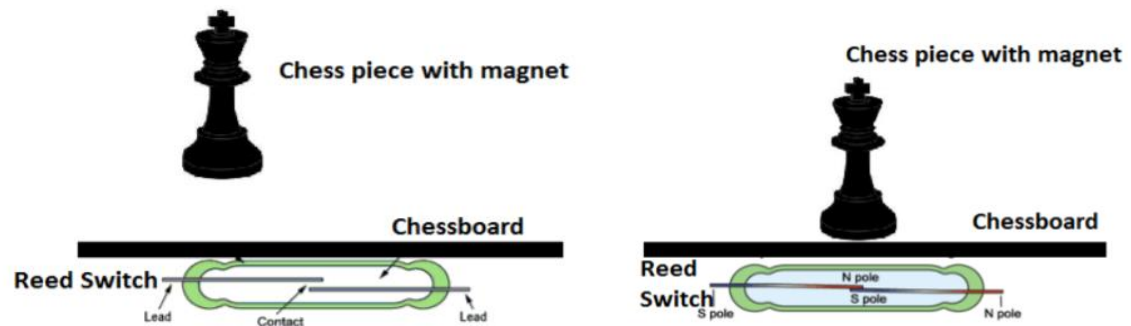 Chess piece with magnet
Chessboard
Reed Switch
Lead
Contact
Lead
Chess piece with magnet
Chessboard
Reed
Switch
N pole
S pole
S pole
N pole